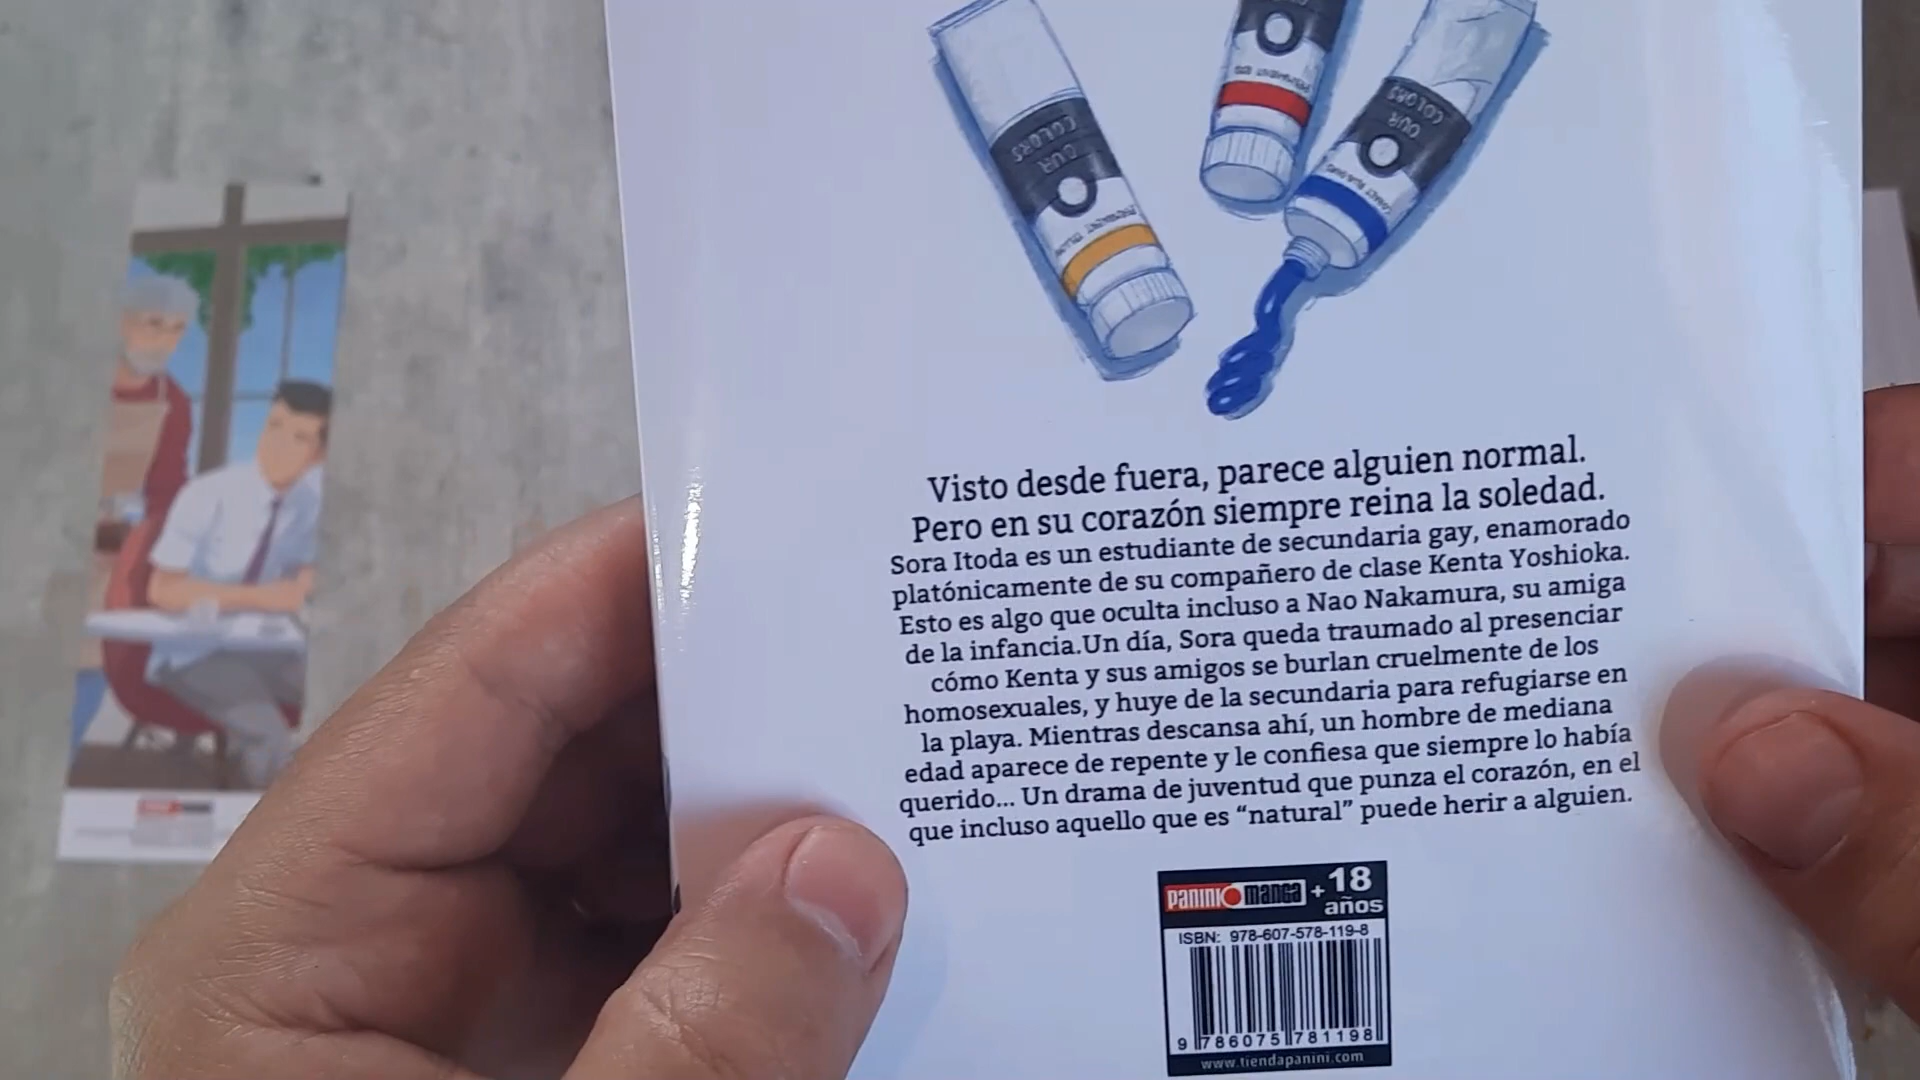 OUR
COLORS
OUR
COLORS
Visto desde fuera, parece alguien normal.
Pero en su corazón siempre reina la soledad.
Sora Itoda es un estudiante de secundaria gay, enamorado
platónicamente de su compañero de clase Kenta Yoshioka.
Esto es algo que oculta incluso a Nao Nakamura, su amiga
de la infancia.Un día, Sora queda traumado al presenciar
cómo Kenta y sus amigos se burlan cruelmente de los
homosexuales, y huye de la secundaria para refugiarse en
la playa. Mientras descansa ahí, un hombre de mediana
edad aparece de repente y le confiesa que siempre lo había
querido... Un drama de juventud que punza el corazón, en el
que incluso aquello que es “natural” puede herir a alguien.
PANINI manga +18
años
ISBN: 978-607-578-119-8
9 786075 781198
www.tiendapanini.com